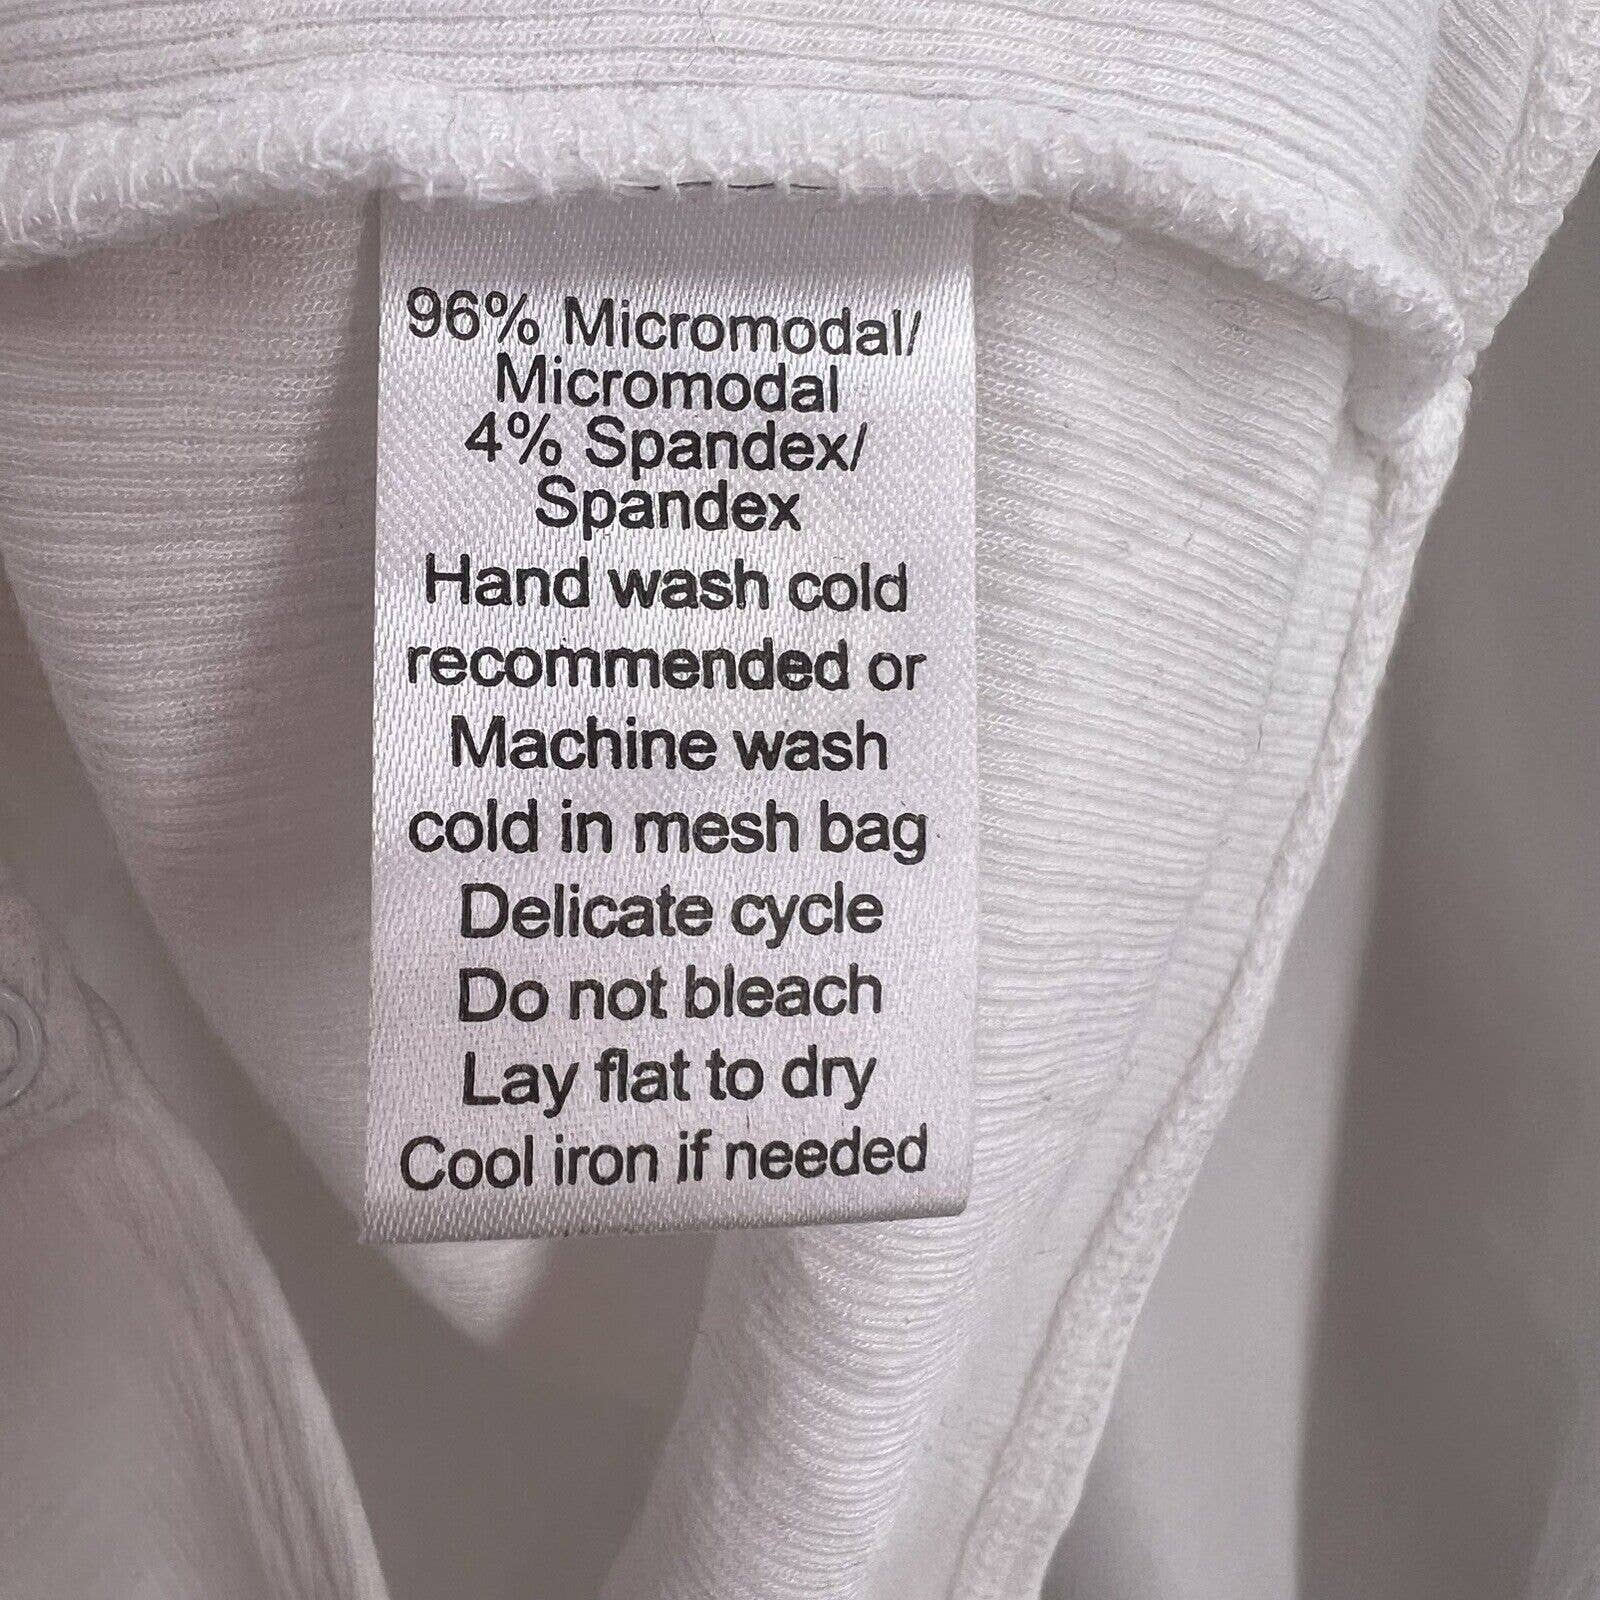 96% Micromodal/
Micromodal
4% Spandex/
Spandex
Hand wash cold
recommended or
Machine wash
cold in mesh bag
Delicate cycle
Do not bleach
Lay flat to dry
Cool iron if needed